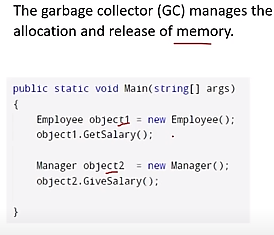 The garbage collector (GC) manages the
allocation and release of memory.
public static void Main(string[] args)
{
Employee object1 = new Employee();
object1.GetSalary();
Manager object2 = new Manager();
object2.GiveSalary();
}